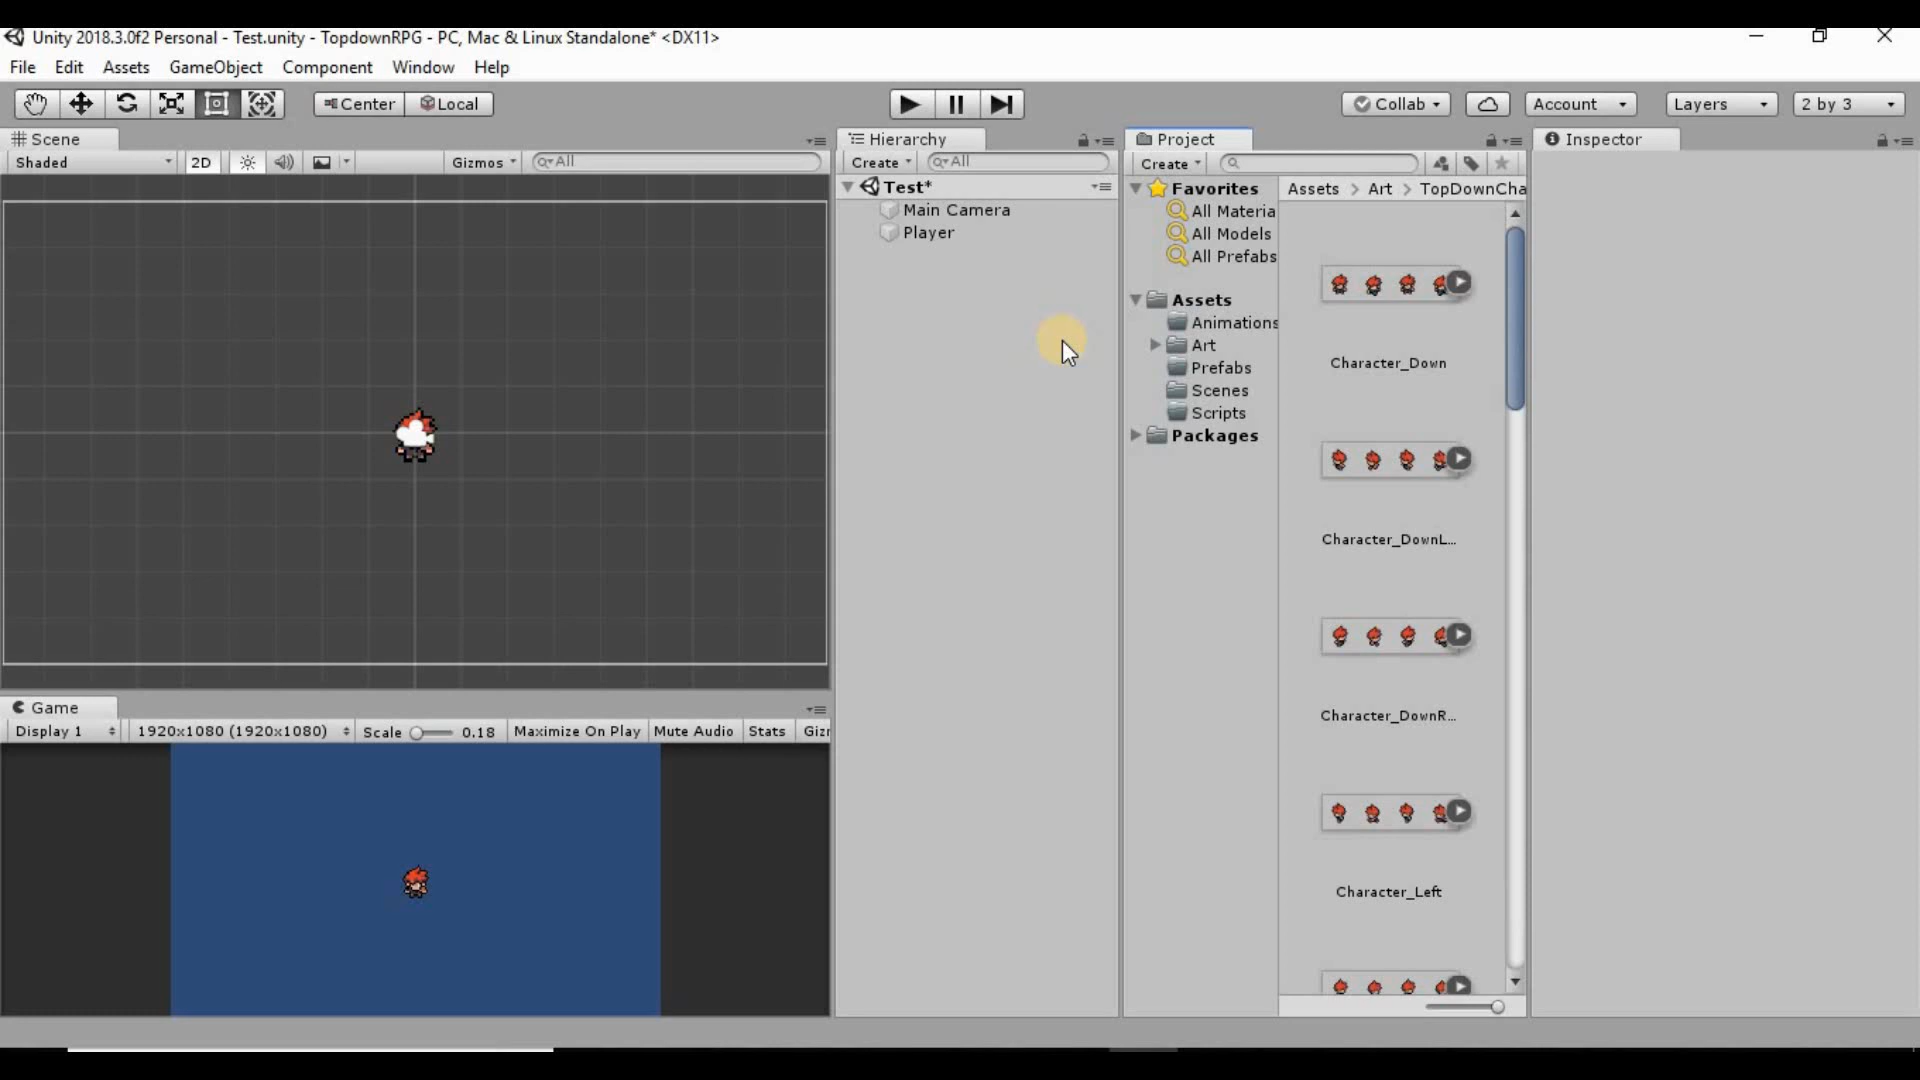 Unity 2018.3.0f2 Personal - Test.unity - TopdownRPG - PC, Mac & Linux Standalone* <DX11>
File Edit Assets GameObject Component Window Help
Center Local Collab Account Layers 2 by 3
Scene
Shaded 2D Gizmos All
Hierarchy
Create All
Test*
Main Camera
Player
Project
Create
Favorites
All Materia
All Models
All Prefabs
Assets
Animations
Art
Prefabs
Scenes
Scripts
Packages
Assets > Art > TopDownCha
Character_Down
Character_DownL...
Character_DownR...
Character_Left
Inspector
Game
Display 1 1920x1080 (1920x1080) Scale 0.18 Maximize On Play Mute Audio Stats Giz